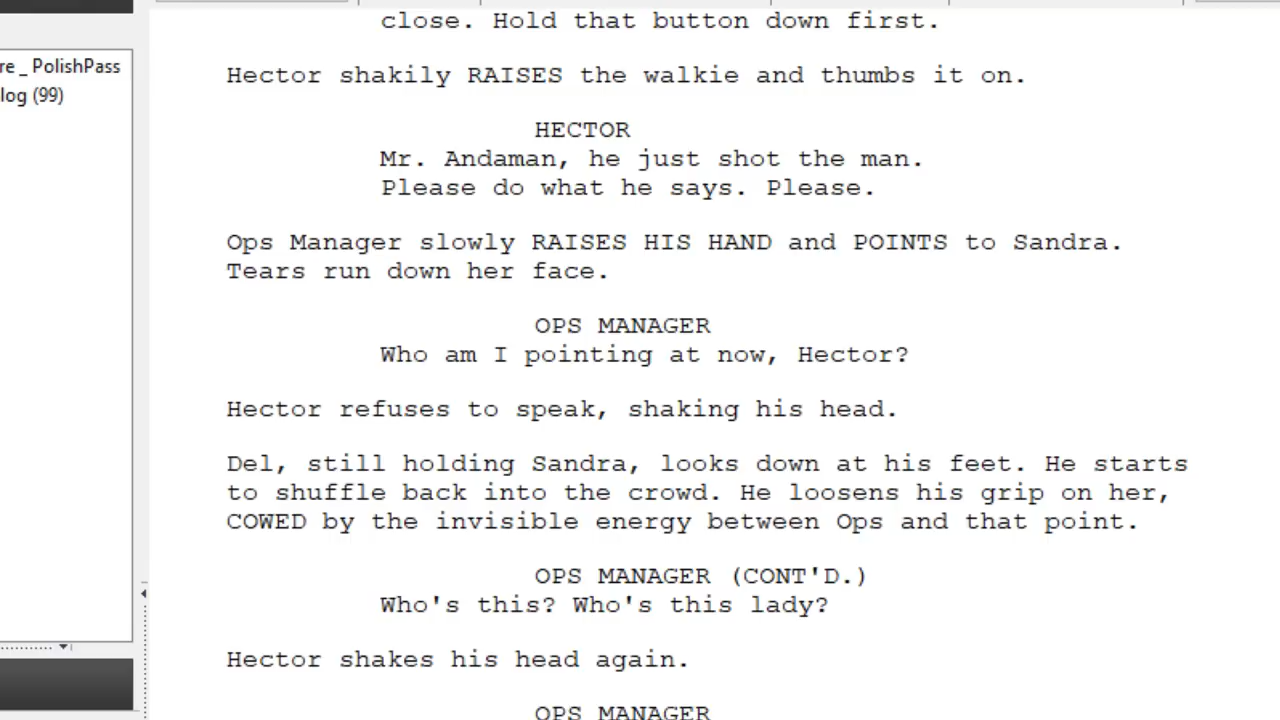 re _ PolishPass
log (99)
close. Hold that button down first.
Hector shakily RAISES the walkie and thumbs it on.
HECTOR
Mr. Andaman, he just shot the man.
Please do what he says. Please.
Ops Manager slowly RAISES HIS HAND and POINTS to Sandra.
Tears run down her face.
OPS MANAGER
Who am I pointing at now, Hector?
Hector refuses to speak, shaking his head.
Del, still holding Sandra, looks down at his feet. He starts
to shuffle back into the crowd. He loosens his grip on her,
COWED by the invisible energy between Ops and that point.
OPS MANAGER (CONT'D.)
Who's this? Who's this lady?
Hector shakes his head again.
OPS MANAGER